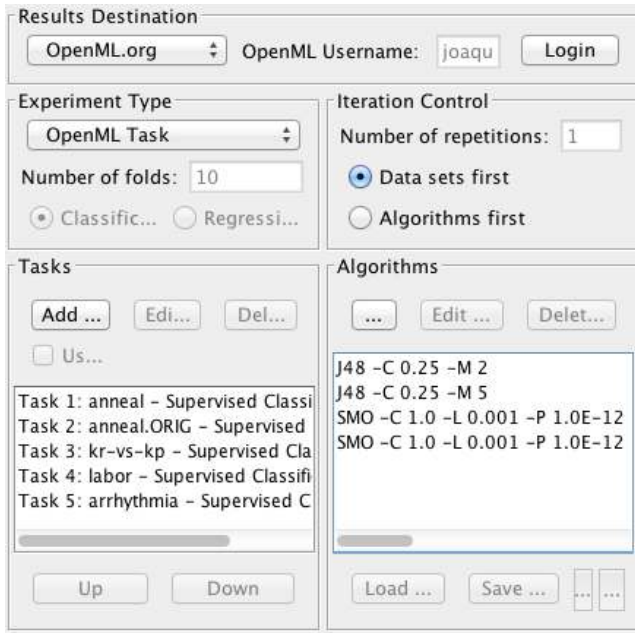 Results Destination
OpenML.org OpenML Username: joaqu Login
Experiment Type
OpenML Task
Number of folds: 10
Classific... Regressi...
Iteration Control
Number of repetitions: 1
Data sets first
Algorithms first
Tasks
Add ... Edi... Del...
Us...
Task 1: anneal – Supervised Classi
Task 2: anneal.ORIG – Supervised
Task 3: kr-vs-kp – Supervised Cla
Task 4: labor – Supervised Classifi
Task 5: arrhythmia – Supervised C
Up Down
Algorithms
... Edit ... Delet...
J48 -C 0.25 -M 2
J48 -C 0.25 -M 5
SMO -C 1.0 -L 0.001 -P 1.0E-12
SMO -C 1.0 -L 0.001 -P 1.0E-12
Load ... Save ... ... ...